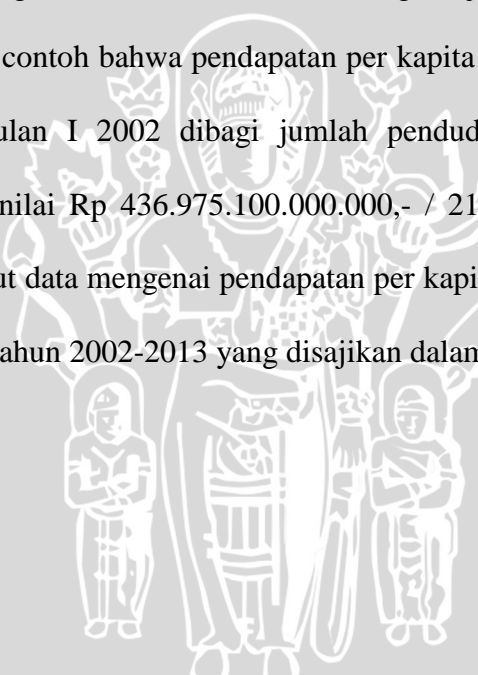 contoh bahwa pendapatan per kapita
ulan I 2002 dibagi jumlah pendud
nilai Rp 436.975.100.000.000,- / 21
ut data mengenai pendapatan per kapi
ahun 2002-2013 yang disajikan dalam